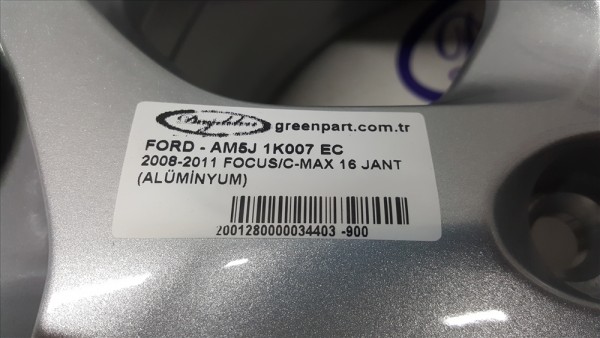 greenpart.com.tr
FORD - AM5J 1K007 EC
2008-2011 FOCUS/C-MAX 16 JANT
(ALÜMİNYUM)
2001280000034403 -900